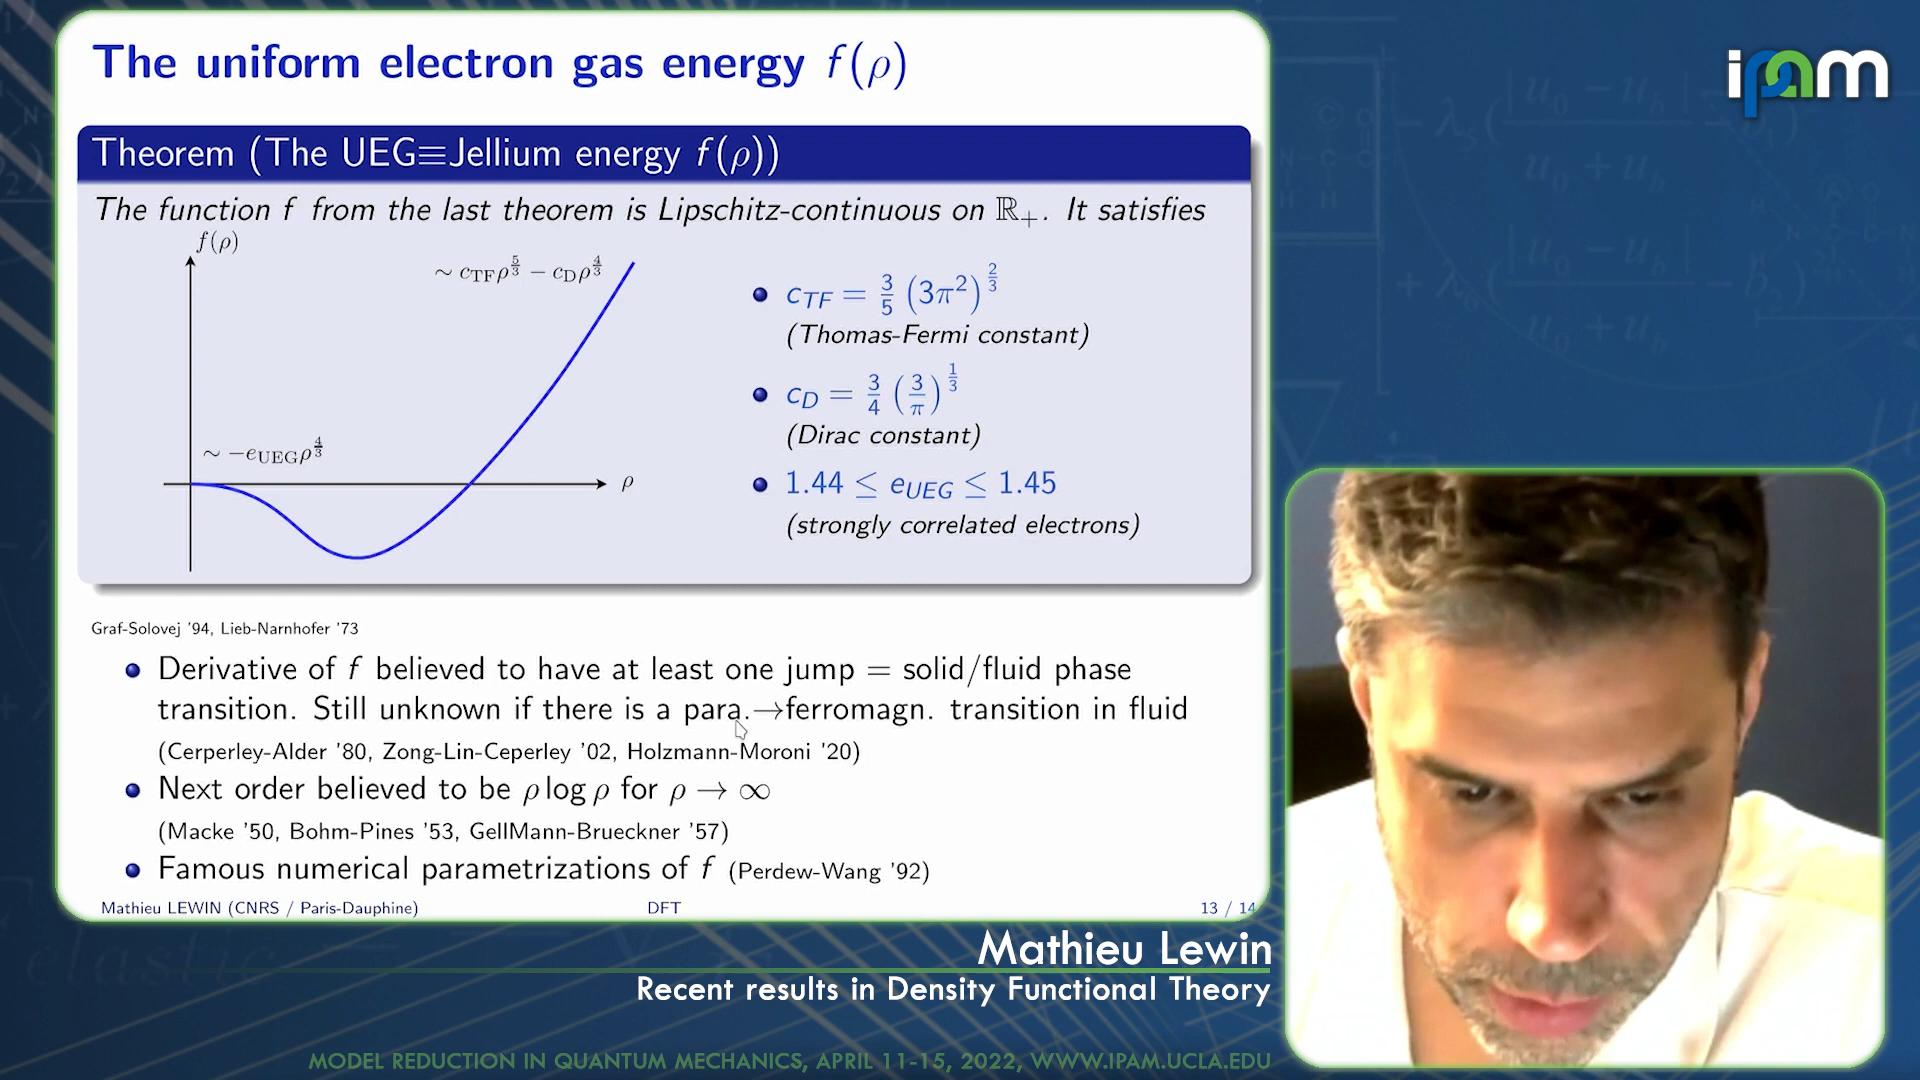 The uniform electron gas energy f(ρ)
ipam
Theorem (The UEG≡Jellium energy f(ρ))
The function f from the last theorem is Lipschitz-continuous on ℝ₊. It satisfies
f(ρ)
∼ c_TF ρ^{5/3} − c_D ρ^{4/3}
∼ −e_UEG ρ^{4/3}
ρ
c_TF = 3/5 (3π²)^{2/3}
(Thomas-Fermi constant)
c_D = 3/4 (3/π)^{1/3}
(Dirac constant)
1.44 ≤ e_UEG ≤ 1.45
(strongly correlated electrons)
Graf-Solovej '94, Lieb-Narnhofer '73
Derivative of f believed to have at least one jump = solid/fluid phase
transition. Still unknown if there is a para.→ferromagn. transition in fluid
(Cerperley-Alder '80, Zong-Lin-Ceperley '02, Holzmann-Moroni '20)
Next order believed to be ρ log ρ for ρ → ∞
(Macke '50, Bohm-Pines '53, GellMann-Brueckner '57)
Famous numerical parametrizations of f (Perdew-Wang '92)
Mathieu LEWIN (CNRS / Paris-Dauphine) DFT 13 / 14
Mathieu Lewin
Recent results in Density Functional Theory
MODEL REDUCTION IN QUANTUM MECHANICS, APRIL 11-15, 2022, WWW.IPAM.UCLA.EDU